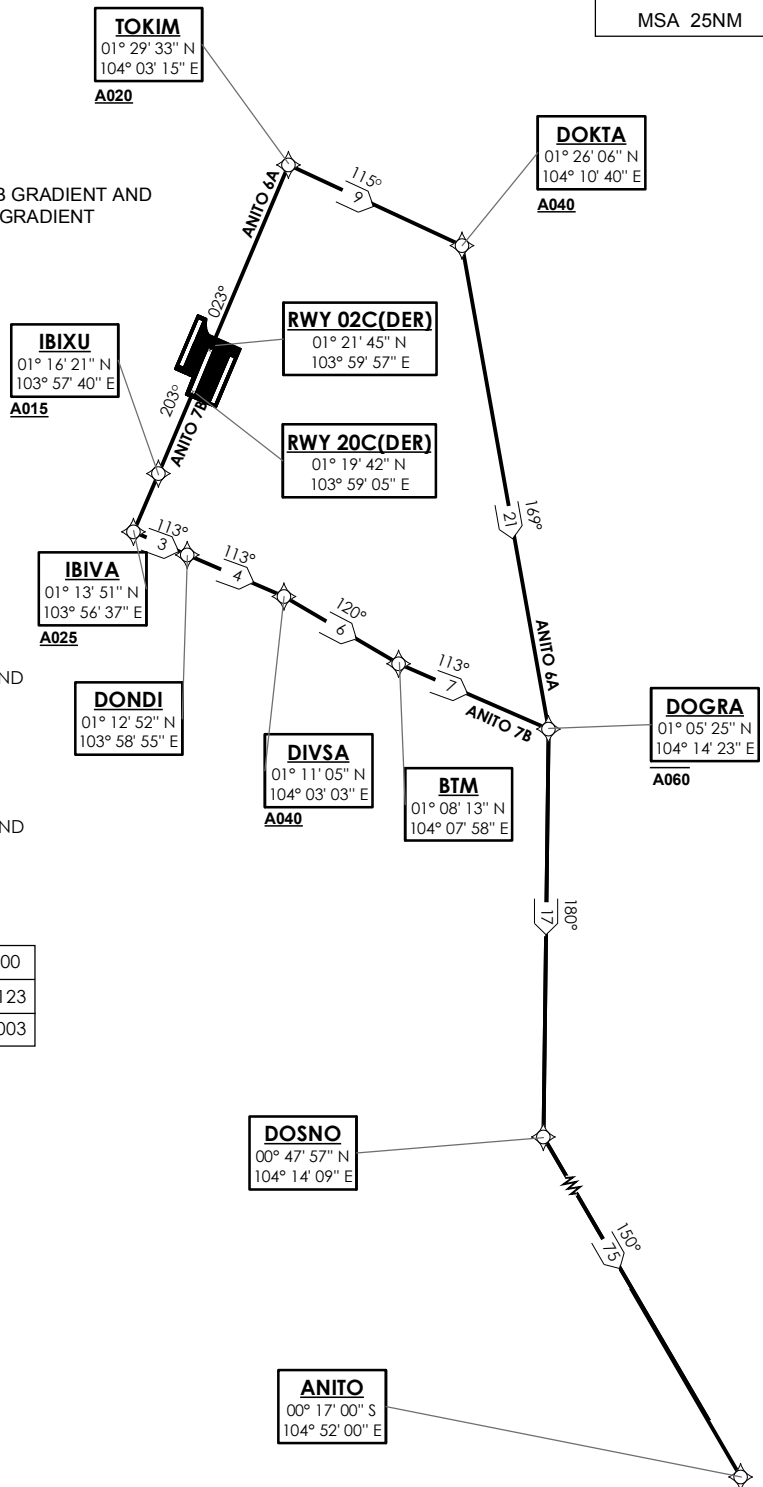 MSA 25NM
TOKIM
01° 29' 33" N
104° 03' 15" E
A020
DOKTA
01° 26' 06" N
104° 10' 40" E
A040
115°
9
ANITO 6A
GRADIENT AND
GRADIENT
023°
RWY 02C(DER)
01° 21' 45" N
103° 59' 57" E
IBIXU
01° 16' 21" N
103° 57' 40" E
A015
203°
ANITO 7B
RWY 20C(DER)
01° 19' 42" N
103° 59' 05" E
21
169°
113°
3
113°
4
IBIVA
01° 13' 51" N
103° 56' 37" E
A025
120°
6
113°
7
ANITO 7B
ANITO 6A
ND
DONDI
01° 12' 52" N
103° 58' 55" E
DIVSA
01° 11' 05" N
104° 03' 03" E
A040
BTM
01° 08' 13" N
104° 07' 58" E
DOGRA
01° 05' 25" N
104° 14' 23" E
A060
ND
17
180°
00
123
003
DOSNO
00° 47' 57" N
104° 14' 09" E
150°
75
ANITO
00° 17' 00" S
104° 52' 00" E